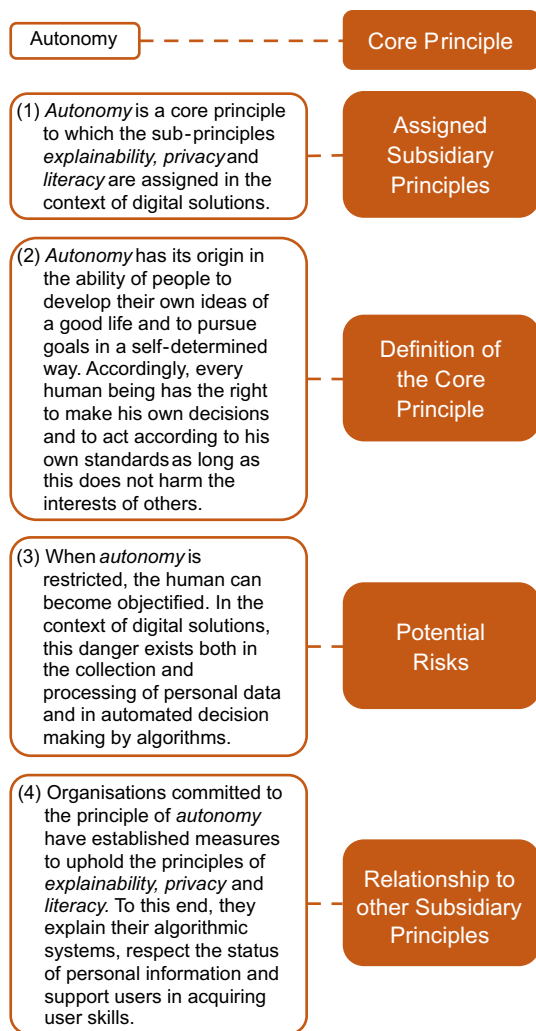 Autonomy
Core Principle
(1) Autonomy is a core principle
to which the sub-principles
explainability, privacy and
literacy are assigned in the
context of digital solutions.
Assigned
Subsidiary
Principles
(2) Autonomy has its origin in
the ability of people to
develop their own ideas of
a good life and to pursue
goals in a self-determined
way. Accordingly, every
human being has the right
to make his own decisions
and to act according to his
own standards as long as
this does not harm the
interests of others.
Definition of
the Core
Principle
(3) When autonomy is
restricted, the human can
become objectified. In the
context of digital solutions,
this danger exists both in
the collection and
processing of personal data
and in automated decision
making by algorithms.
Potential
Risks
(4) Organisations committed to
the principle of autonomy
have established measures
to uphold the principles of
explainability, privacy and
literacy. To this end, they
explain their algorithmic
systems, respect the status
of personal information and
support users in acquiring
user skills.
Relationship to
other Subsidiary
Principles